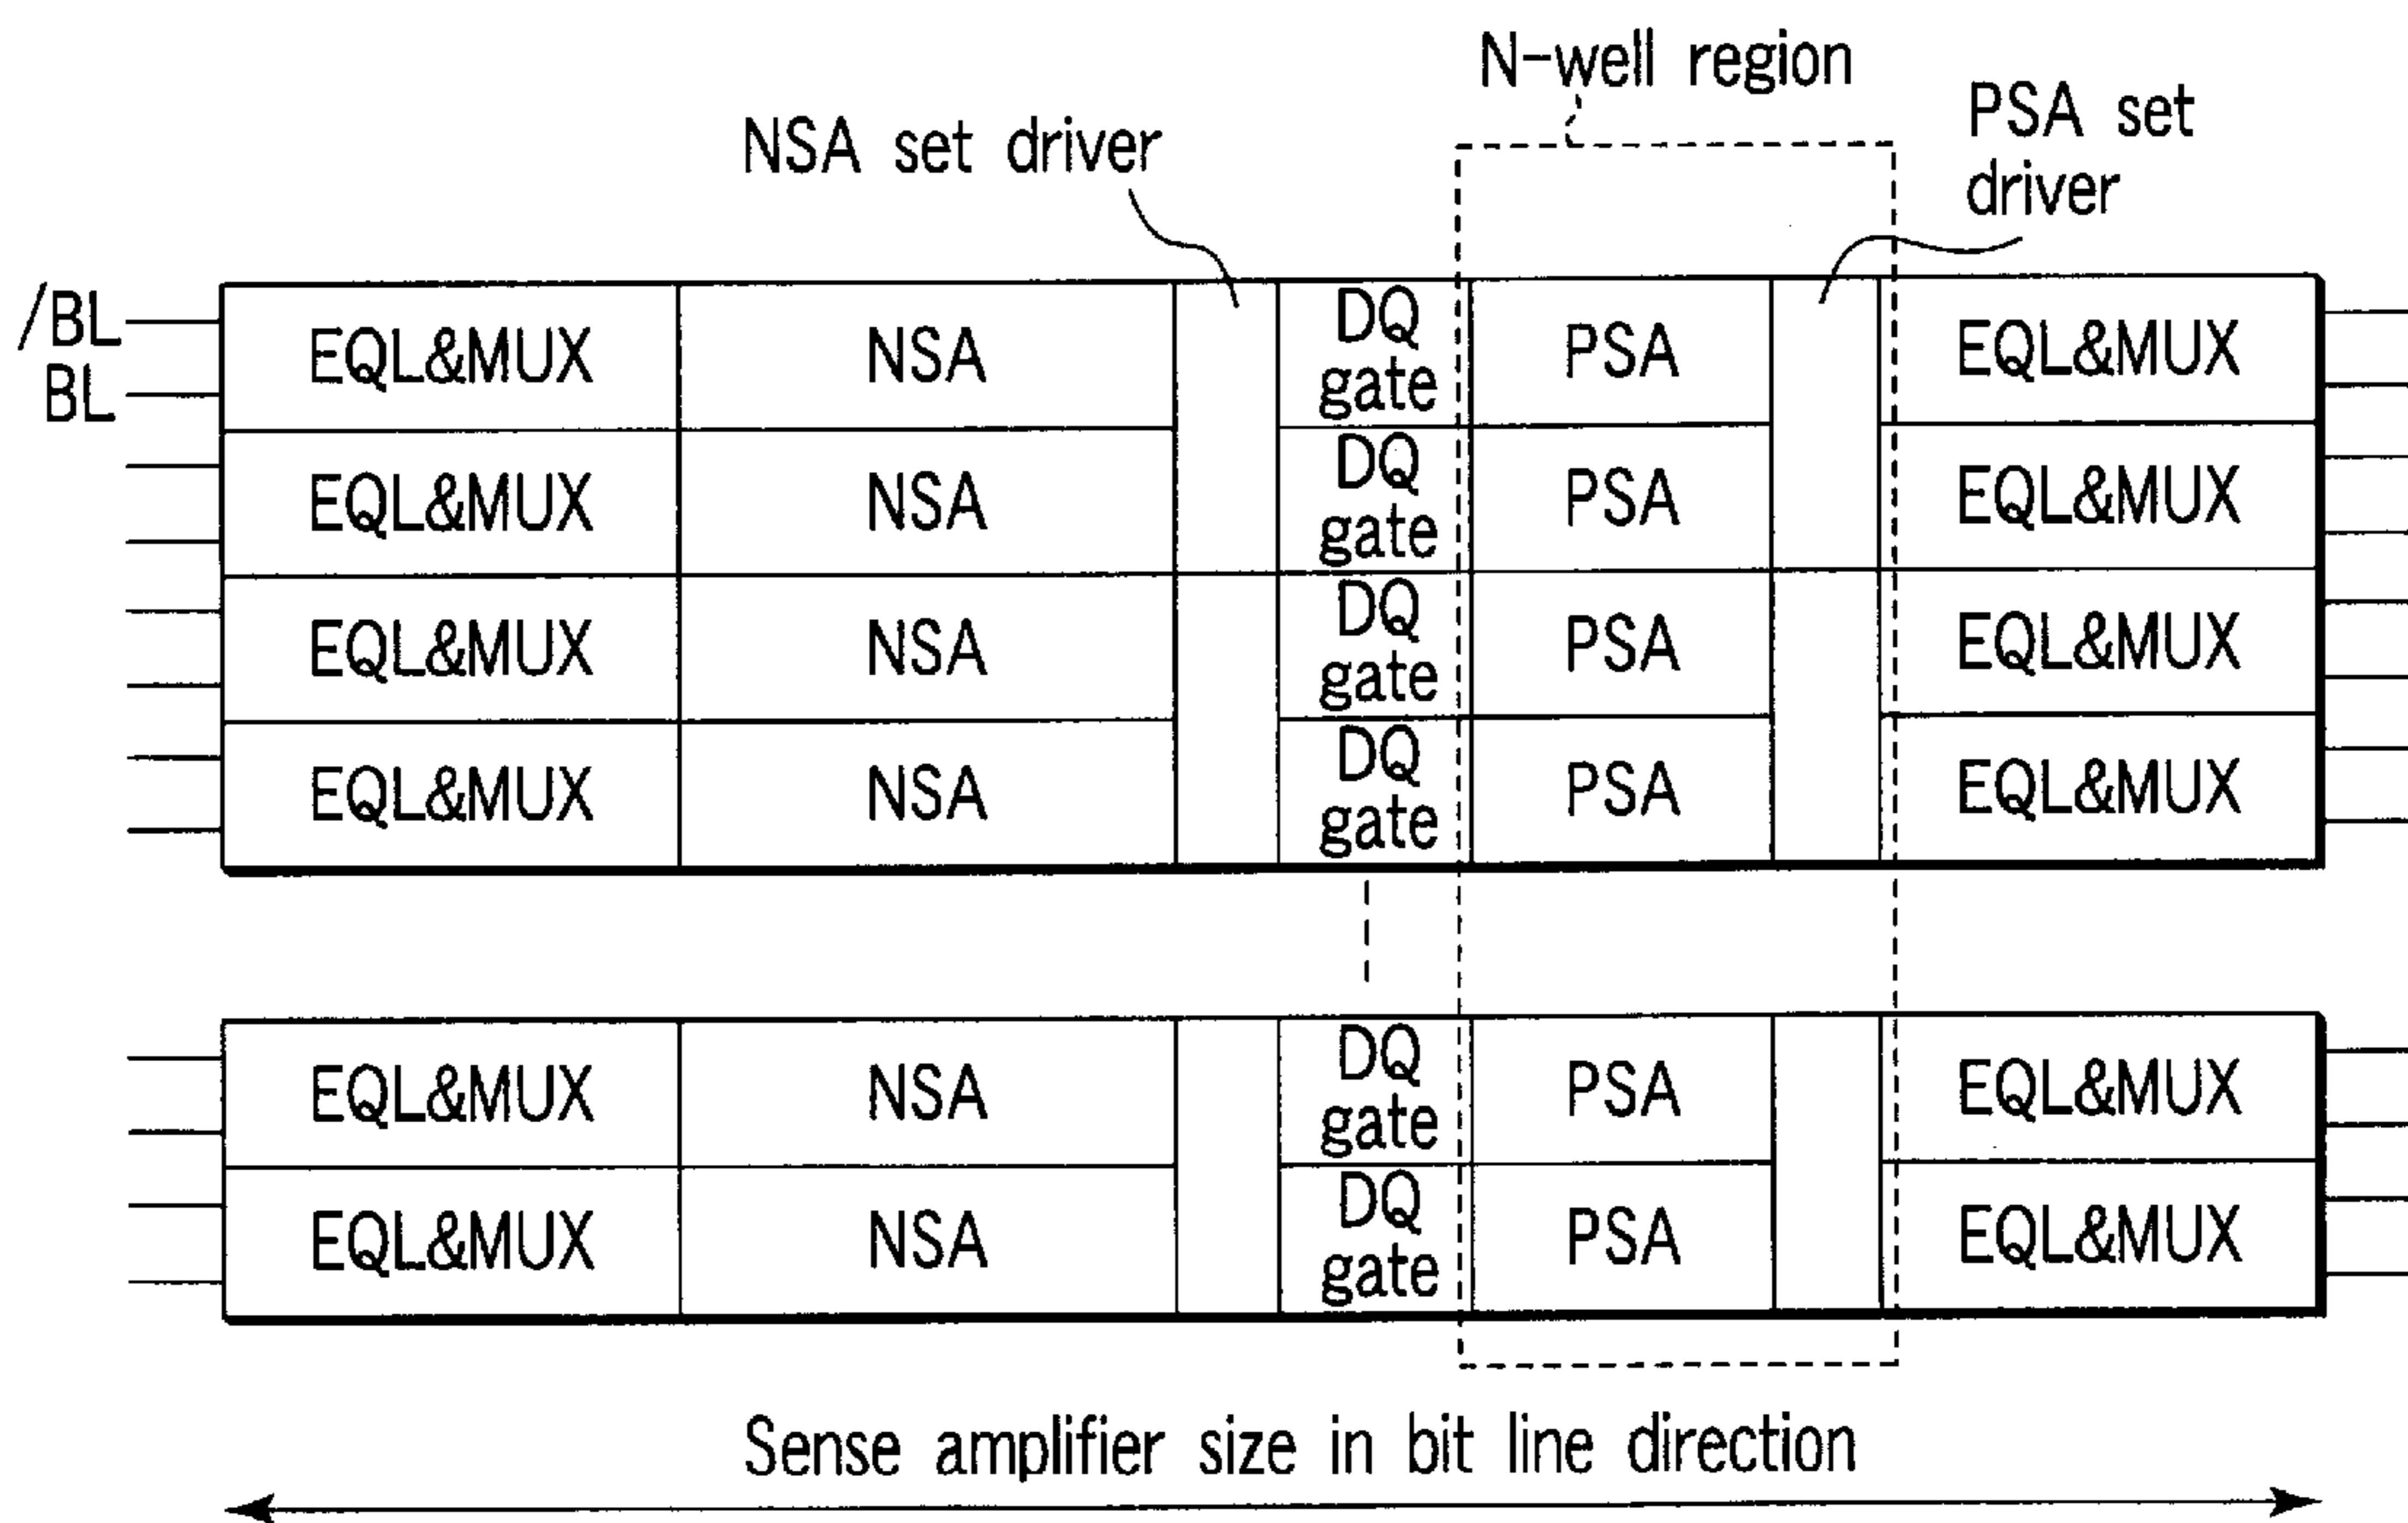 N-well region
PSA set
driver
NSA set driver
/BL
BL
EQL&MUX NSA DQ gate PSA EQL&MUX
EQL&MUX NSA DQ gate PSA EQL&MUX
EQL&MUX NSA DQ gate PSA EQL&MUX
EQL&MUX NSA DQ gate PSA EQL&MUX
EQL&MUX NSA DQ gate PSA EQL&MUX
EQL&MUX NSA DQ gate PSA EQL&MUX
Sense amplifier size in bit line direction